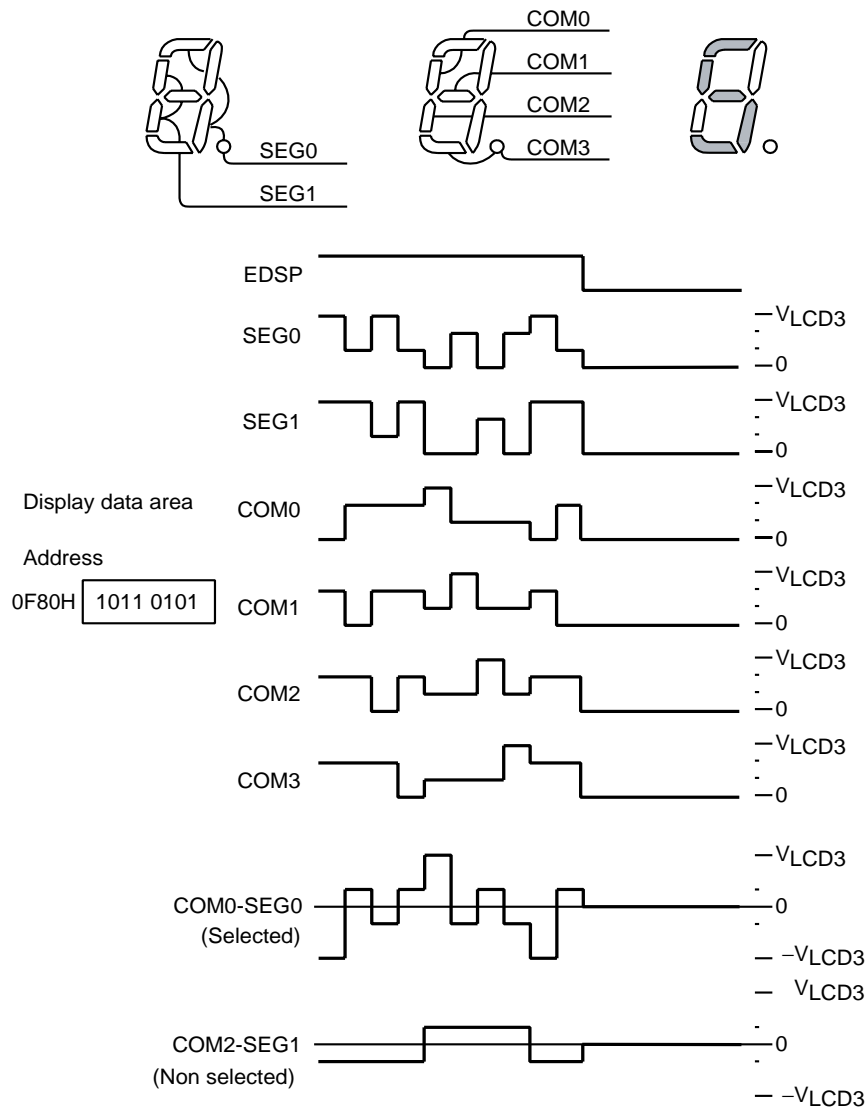 COM0
COM1
COM2
COM3
SEG0
SEG1
EDSP
SEG0
VLCD3
0
SEG1
VLCD3
0
Display data area
COM0
VLCD3
0
Address
0F80H 1011 0101
COM1
VLCD3
0
COM2
VLCD3
0
COM3
VLCD3
0
VLCD3
COM0-SEG0
0
(Selected)
−VLCD3
VLCD3
COM2-SEG1
0
(Non selected)
−VLCD3